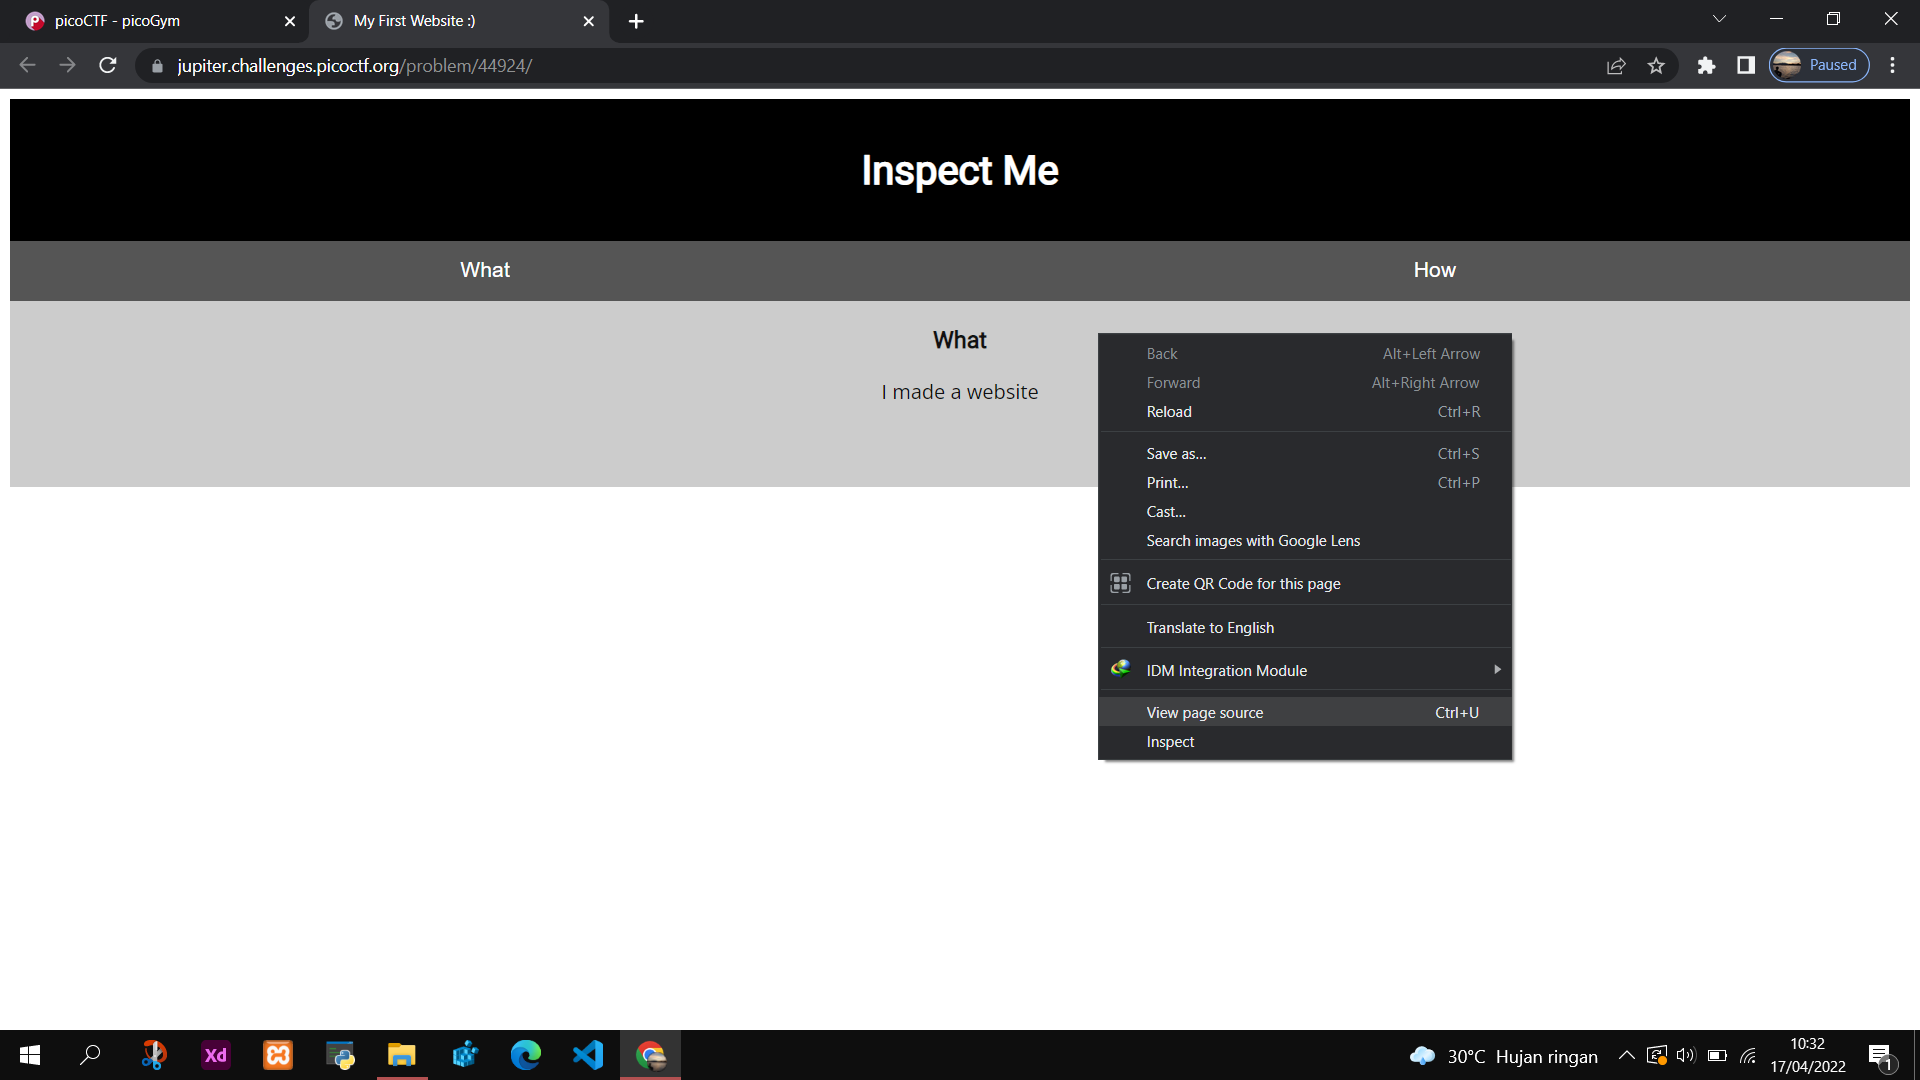 picoCTF - picoGym
My First Website :)
jupiter.challenges.picoctf.org/problem/44924/
Paused
Inspect Me
What
How
What
I made a website
Back Alt+Left Arrow
Forward Alt+Right Arrow
Reload Ctrl+R
Save as... Ctrl+S
Print... Ctrl+P
Cast...
Search images with Google Lens
Create QR Code for this page
Translate to English
IDM Integration Module
View page source Ctrl+U
Inspect
Xd
30°C Hujan ringan
10:32
17/04/2022
1